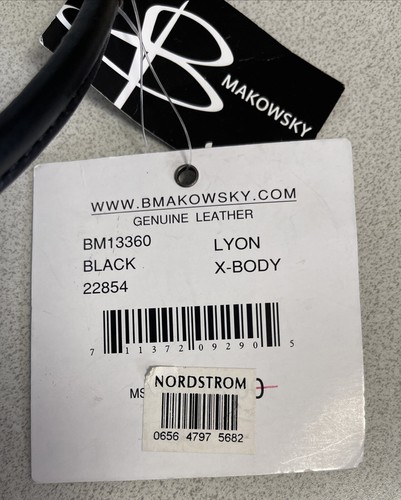 B
MAKOWSKY
WWW.BMAKOWSKY.COM
GENUINE LEATHER
BM13360 LYON
BLACK X-BODY
22854
7 11372 09290 5
MS
NORDSTROM
0656 4797 5682